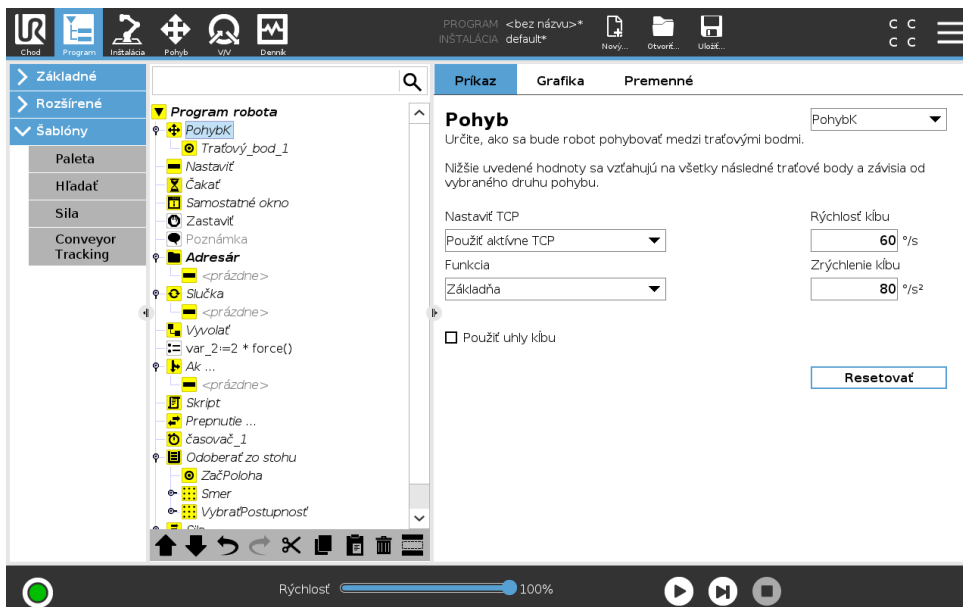 PROGRAM <bez názvu>*
INŠTALÁCIA default*
Chod
Program
Inštalácia
Pohyb
V/V
Denník
Nový...
Otvoriť...
Uložiť...
C C
C C
Základné
Rozšírené
Šablóny
Paleta
Hľadať
Sila
Conveyor
Tracking
Program robota
PohybK
Traťový_bod_1
Nastaviť
Čakať
Samostatné okno
Zastaviť
Poznámka
Adresár
<prázdne>
Slučka
<prázdne>
Vyvolať
var_2:=2 * force()
Ak ...
<prázdne>
Skript
Prepnutie ...
časovač_1
Odoberať zo stohu
ZačPoloha
Smer
VybraťPostupnosť
Sila
Príkaz
Grafika
Premenné
Pohyb
PohybK
Určite, ako sa bude robot pohybovať medzi traťovými bodmi.
Nižšie uvedené hodnoty sa vzťahujú na všetky následné traťové body a závisia od
vybraného druhu pohybu.
Nastaviť TCP
Rýchlosť kĺbu
Použiť aktívne TCP
60 °/s
Funkcia
Zrýchlenie kĺbu
Základňa
80 °/s²
Použiť uhly kĺbu
Resetovať
Rýchlosť
100%